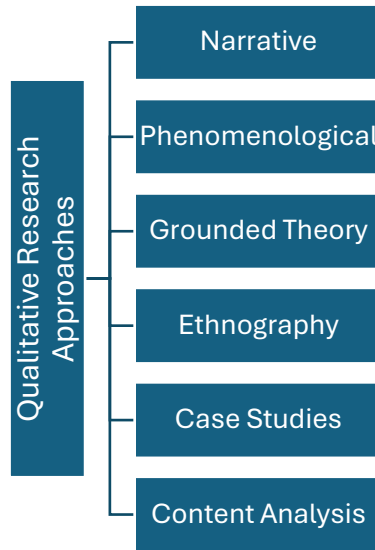 Qualitative Research
Approaches
Narrative
Phenomenological
Grounded Theory
Ethnography
Case Studies
Content Analysis